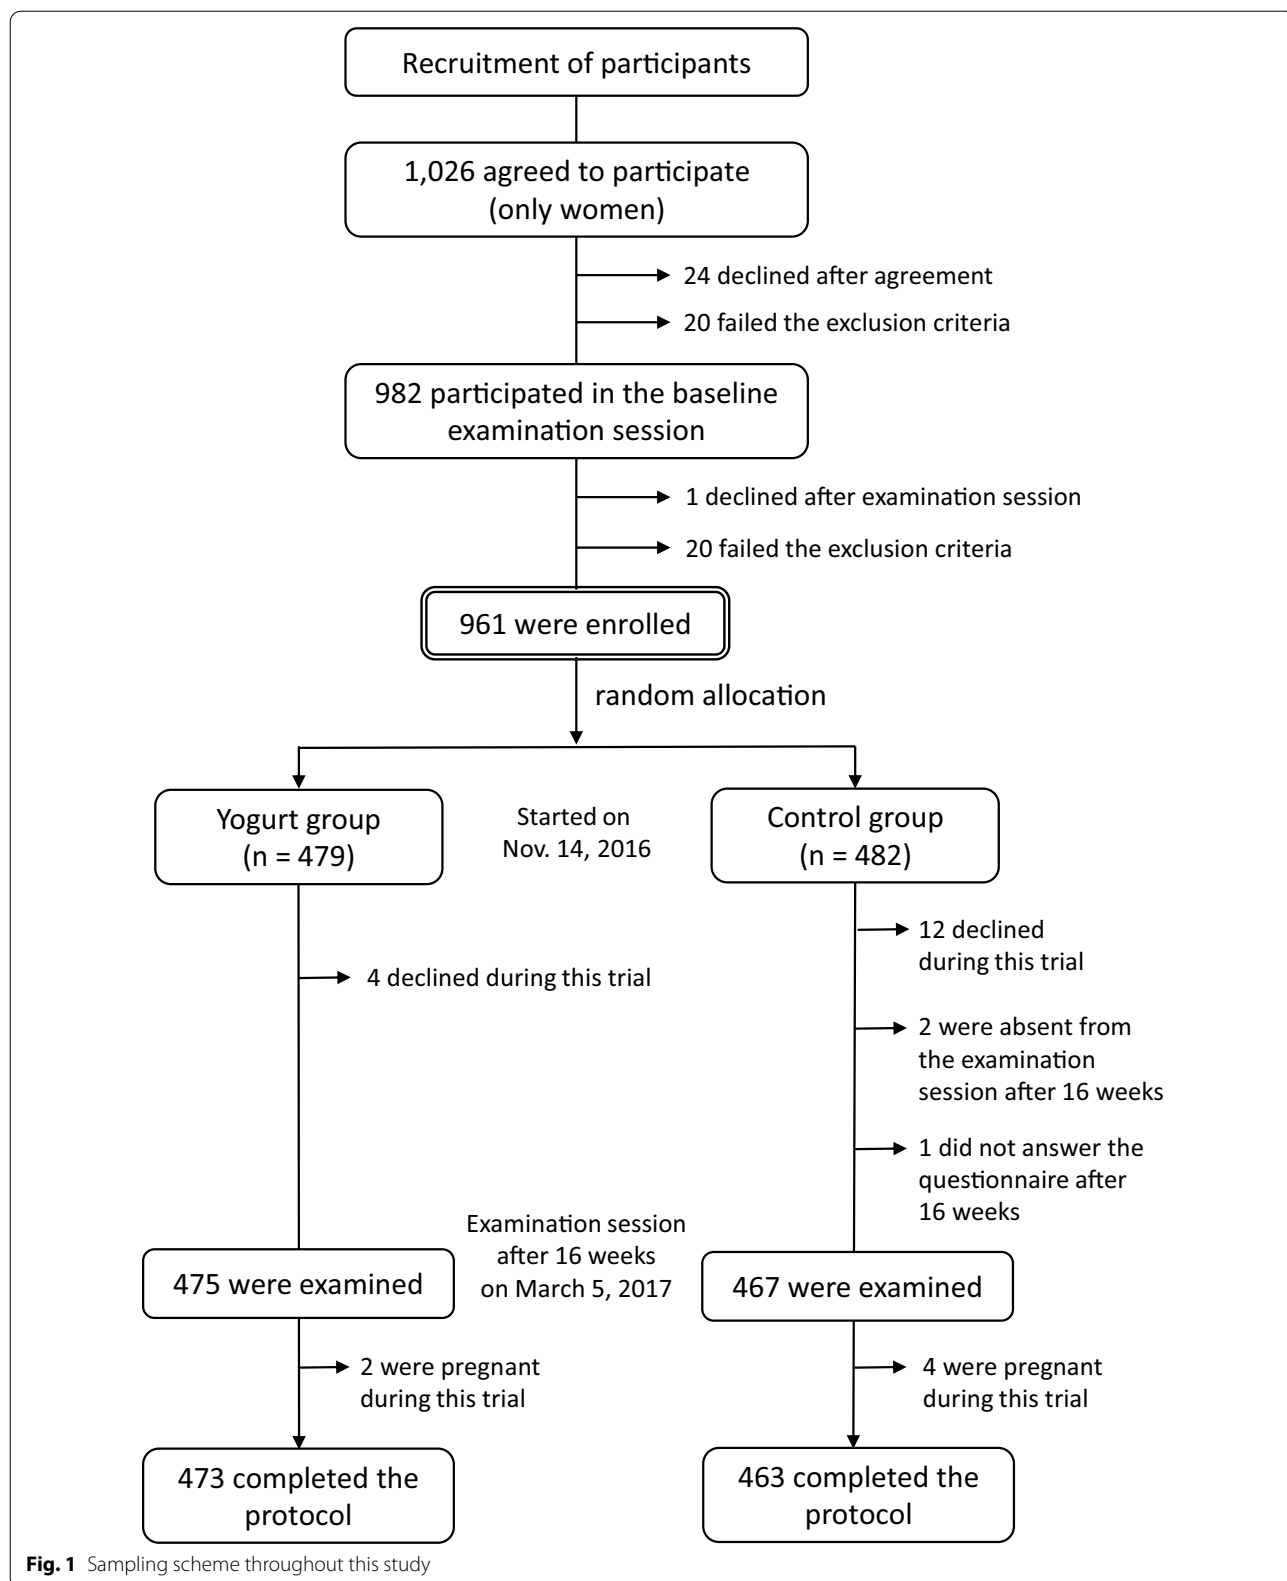 Recruitment of participants
1,026 agreed to participate
(only women)
24 declined after agreement
20 failed the exclusion criteria
982 participated in the baseline
examination session
1 declined after examination session
20 failed the exclusion criteria
961 were enrolled
random allocation
Yogurt group
(n = 479)
Started on
Nov. 14, 2016
Control group
(n = 482)
4 declined during this trial
12 declined
during this trial
2 were absent from
the examination
session after 16 weeks
1 did not answer the
questionnaire after
16 weeks
475 were examined
Examination session
after 16 weeks
on March 5, 2017
467 were examined
2 were pregnant
during this trial
4 were pregnant
during this trial
473 completed the
protocol
463 completed the
protocol
Fig. 1 Sampling scheme throughout this study